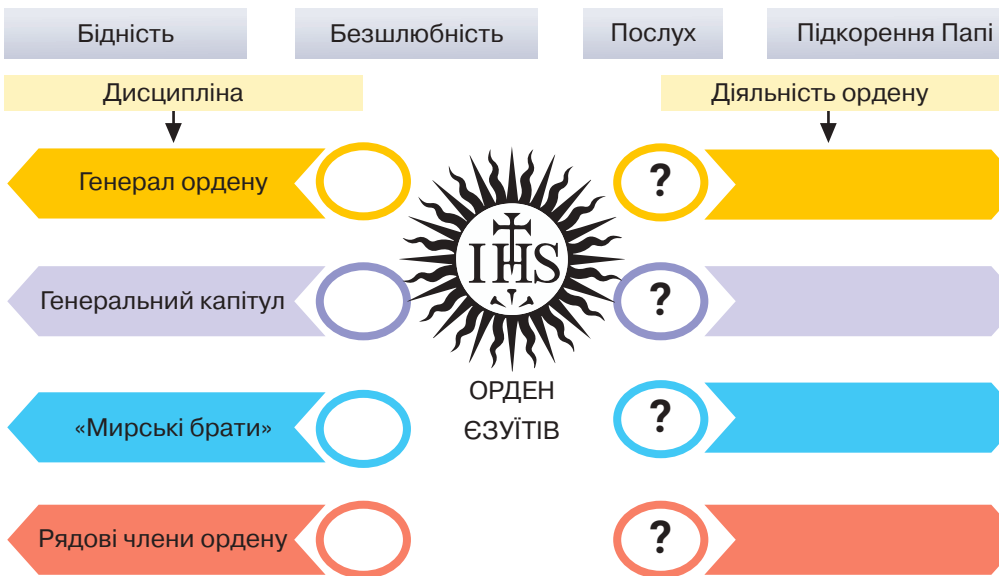 Бідність
Безшлюбність
Послух
Підкорення Папі
Дисципліна
Діяльність ордену
Генерал ордену
?
IHS
Генеральний капітул
?
ОРДЕН
ЄЗУЇТІВ
«Мирські брати»
?
Рядові члени ордену
?